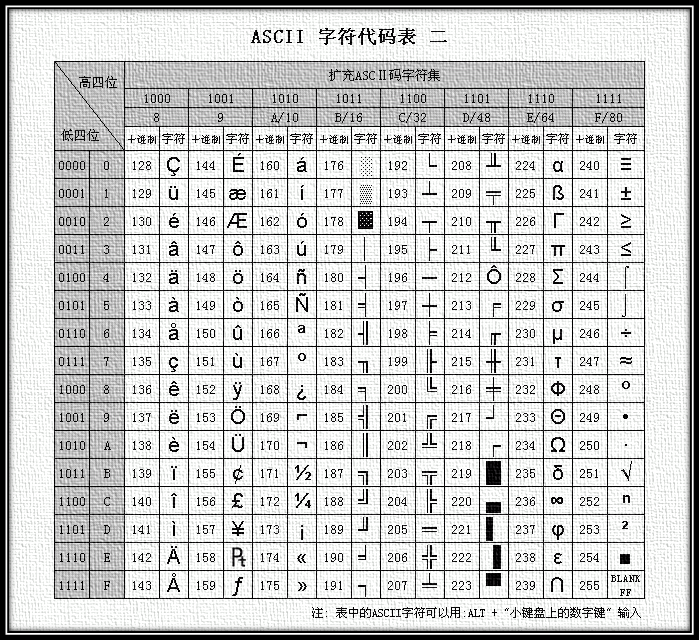 ASCII 字符代码表 二
高四位
低四位
扩充ASCⅡ码字符集
1000 1001 1010 1011 1100 1101 1110 1111
8 9 A/10 B/16 C/32 D/48 E/64 F/80
十进制 字符 十进制 字符 十进制 字符 十进制 字符 十进制 字符 十进制 字符 十进制 字符 十进制 字符
0000 0 128 Ç 144 É 160 á 176 ░ 192 └ 208 ╨ 224 α 240 ≡
0001 1 129 ü 145 æ 161 í 177 ▒ 193 ┴ 209 ╤ 225 ß 241 ±
0010 2 130 é 146 Æ 162 ó 178 ▓ 194 ┬ 210 ╥ 226 Γ 242 ≥
0011 3 131 â 147 ô 163 ú 179 │ 195 ├ 211 ╙ 227 π 243 ≤
0100 4 132 ä 148 ö 164 ñ 180 ┤ 196 ─ 212 Ô 228 Σ 244 ⌠
0101 5 133 à 149 ò 165 Ñ 181 ╡ 197 ┼ 213 ╒ 229 σ 245 ⌡
0110 6 134 å 150 û 166 ª 182 ╢ 198 ╞ 214 ╓ 230 µ 246 ÷
0111 7 135 ç 151 ù 167 º 183 ╖ 199 ╟ 215 ╫ 231 τ 247 ≈
1000 8 136 ê 152 ÿ 168 ¿ 184 ╕ 200 ╚ 216 ╪ 232 Φ 248 °
1001 9 137 ë 153 Ö 169 ⌐ 185 ╣ 201 ╔ 217 ┘ 233 Θ 249 •
1010 A 138 è 154 Ü 170 ¬ 186 ║ 202 ╩ 218 ┌ 234 Ω 250 ·
1011 B 139 ï 155 ¢ 171 ½ 187 ╗ 203 ╦ 219 █ 235 δ 251 √
1100 C 140 î 156 £ 172 ¼ 188 ╝ 204 ╠ 220 ▄ 236 ∞ 252 ⁿ
1101 D 141 ì 157 ¥ 173 ¡ 189 ╜ 205 ═ 221 ▌ 237 φ 253 ²
1110 E 142 Ä 158 ₧ 174 « 190 ╛ 206 ╬ 222 ▐ 238 ε 254 ■
1111 F 143 Å 159 ƒ 175 » 191 ┐ 207 ╧ 223 ▀ 239 ∩ 255 BLANK FF
注: 表中的ASCII字符可以用:ALT + "小键盘上的数字键" 输入